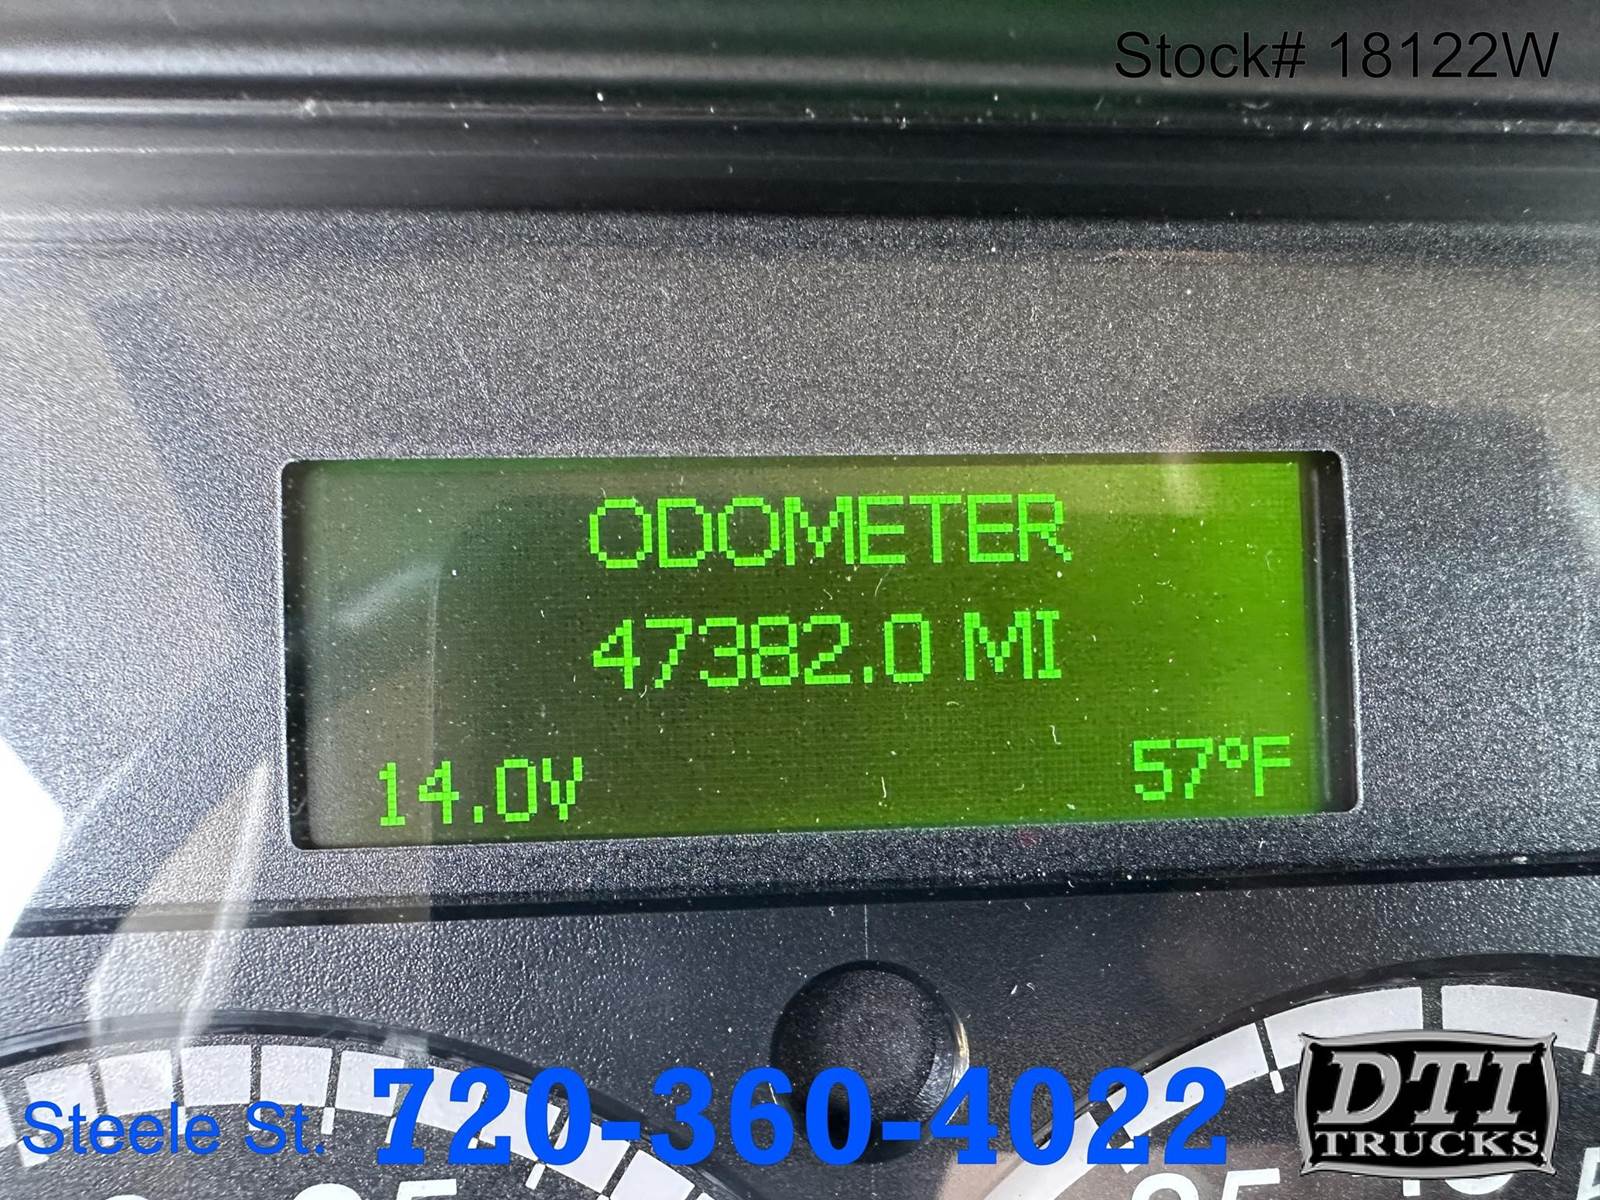 Stock# 18122W
ODOMETER
47382.0 MI
14.0V 57°F
Steele St. 720-360-4022
DTI
TRUCKS